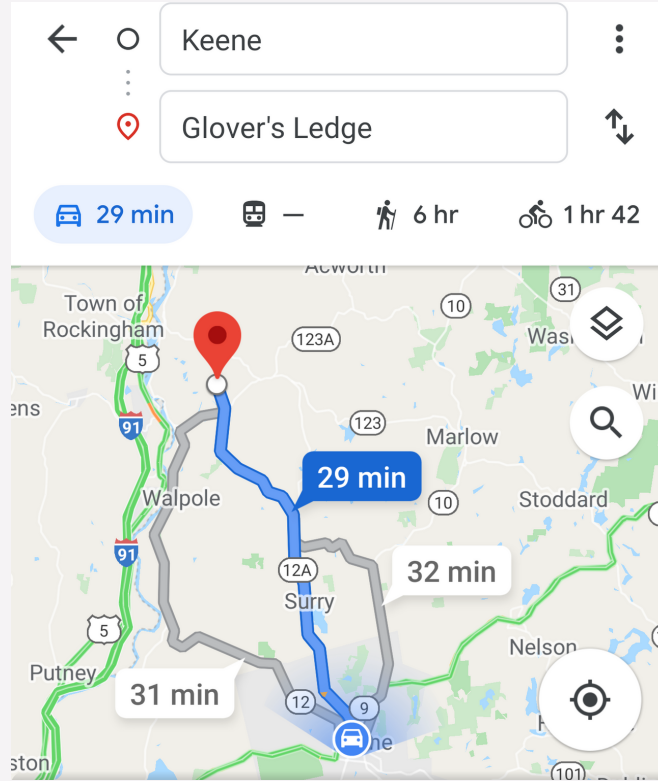 Keene
Glover's Ledge
29 min
—
6 hr
1 hr 42
Acworth
31
Town of
Rockingham
10
123A
Was
5
Wi
ens
91
123
Marlow
29 min
Walpole
10
Stoddard
91
12A
32 min
Surry
5
Nelson
Putney
31 min
12
9
ne
ston
101